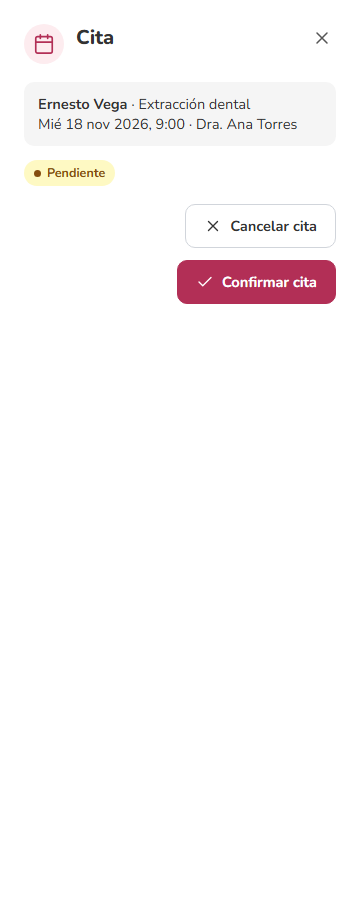 Cita
Ernesto Vega · Extracción dental
Mié 18 nov 2026, 9:00 · Dra. Ana Torres
Pendiente
Cancelar cita
Confirmar cita